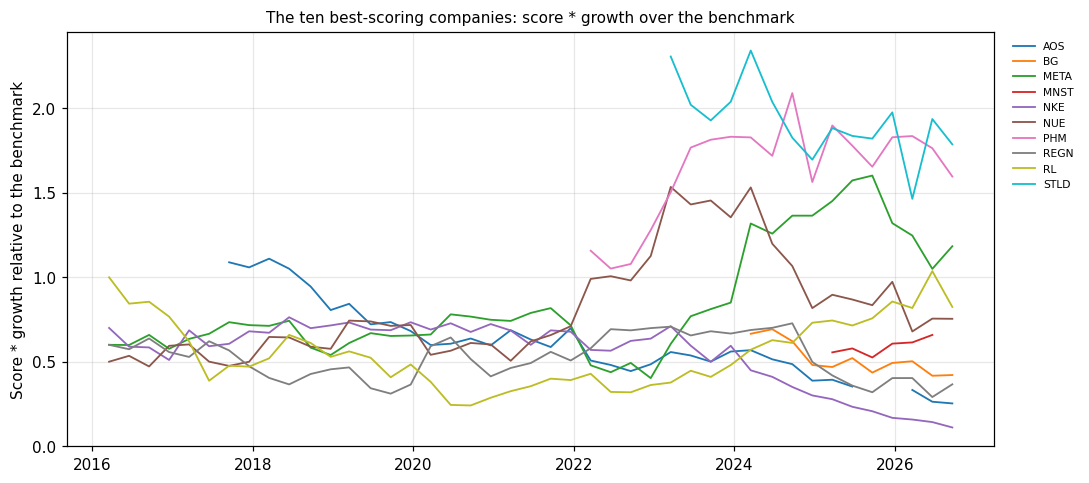 The ten best-scoring companies: score * growth over the benchmark
Score * growth relative to the benchmark
2.0
1.5
1.0
0.5
0.0
2016
2018
2020
2022
2024
2026
AOS
BG
META
MNST
NKE
NUE
PHM
REGN
RL
STLD